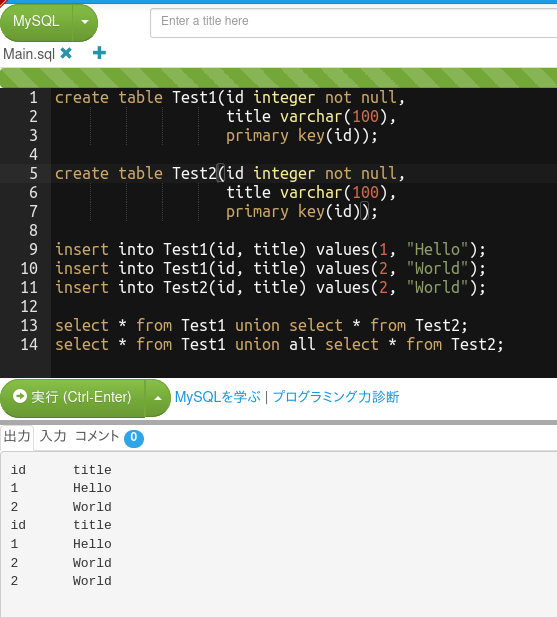 MySQL
Enter a title here
Main.sql
1 create table Test1(id integer not null,
2 title varchar(100),
3 primary key(id));
4
5 create table Test2(id integer not null,
6 title varchar(100),
7 primary key(id));
8
9 insert into Test1(id, title) values(1, "Hello");
10 insert into Test1(id, title) values(2, "World");
11 insert into Test2(id, title) values(2, "World");
12
13 select * from Test1 union select * from Test2;
14 select * from Test1 union all select * from Test2;
実行 (Ctrl-Enter) MySQLを学ぶ | プログラミング力診断
出力 入力 コメント 0
id title
1 Hello
2 World
id title
1 Hello
2 World
2 World